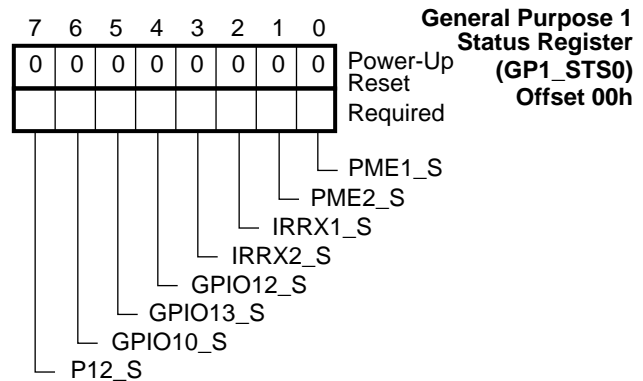 General Purpose 1
Status Register
(GP1_STS0)
Offset 00h
7 6 5 4 3 2 1 0
0 0 0 0 0 0 0 0 Power-Up
Reset
Required
PME1_S
PME2_S
IRRX1_S
IRRX2_S
GPIO12_S
GPIO13_S
GPIO10_S
P12_S